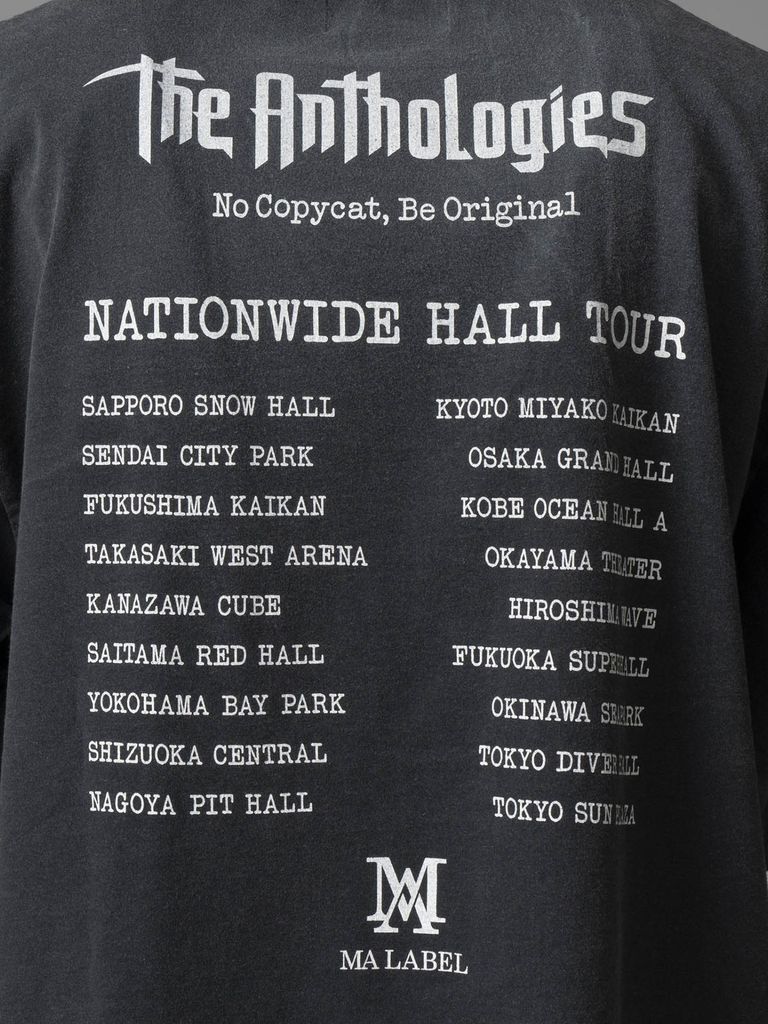 The Anthologies
No Copycat, Be Original
NATIONWIDE HALL TOUR
SAPPORO SNOW HALL
SENDAI CITY PARK
FUKUSHIMA KAIKAN
TAKASAKI WEST ARENA
KANAZAWA CUBE
SAITAMA RED HALL
YOKOHAMA BAY PARK
SHIZUOKA CENTRAL
NAGOYA PIT HALL
KYOTO MIYAKO KAIKAN
OSAKA GRAND HALL
KOBE OCEAN HALL A
OKAYAMA THEATER
HIROSHIMA WAVE
FUKUOKA
OKINAWA
TOKYO
TOKYO SUN PLAZA
MA
MA LABEL